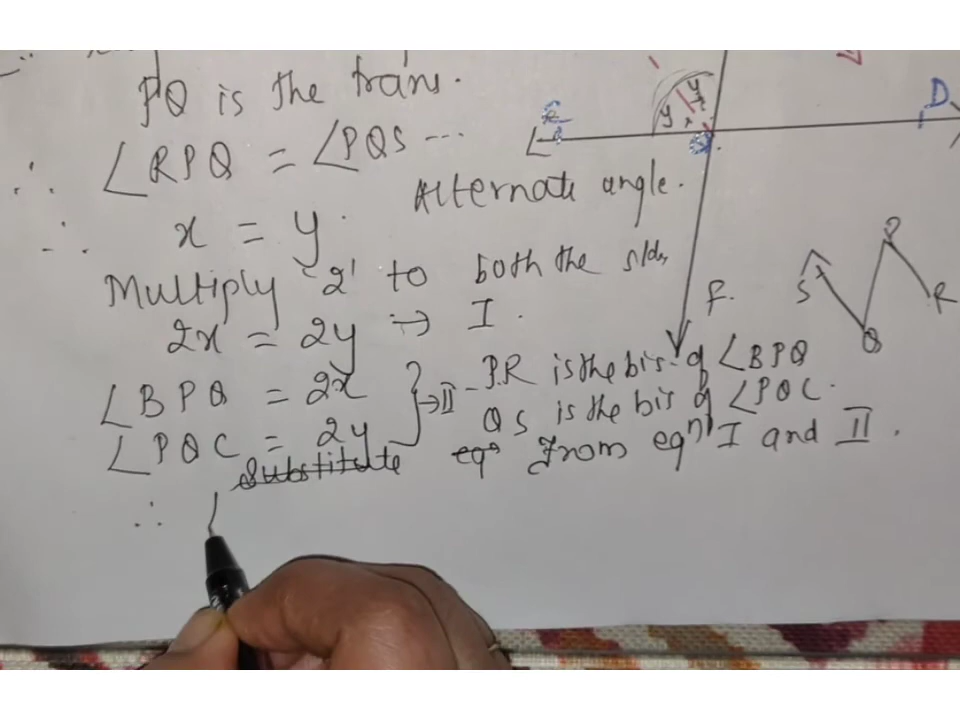 PQ is the trans.
∴ ∠RPQ = ∠PQS ...
Alternate angle.
∴ x = y.
Multiply '2' to both the sides
2x = 2y → I.
∠BPQ = 2x } → II - PR is the bis. of ∠BPQ
∠PQC = 2y QS is the bis of ∠PQC.
Substitute eqⁿ From eqⁿ I and II.
∴
D
y x
y x
F.
P
S
R
Q